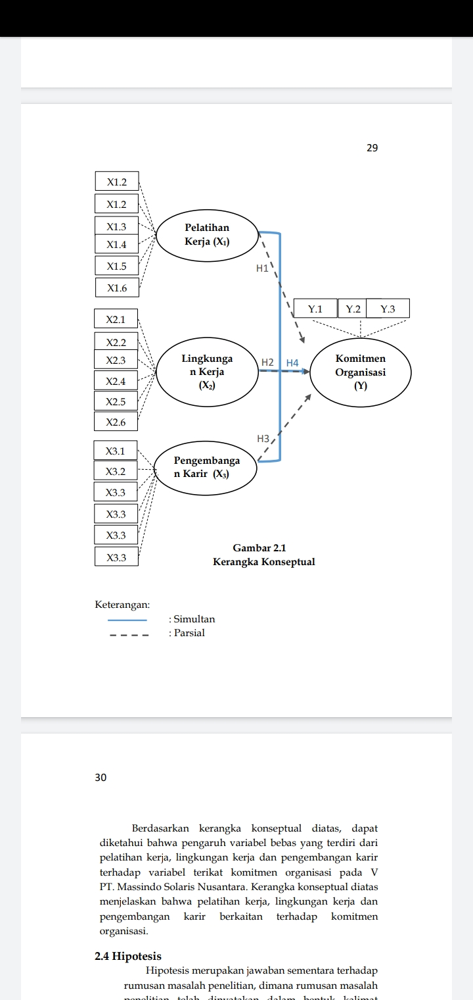 29
X1.2
X1.2
X1.3
X1.4
X1.5
X1.6
Pelatihan
Kerja (X₁)
H1
Y.1 Y.2 Y.3
X2.1
X2.2
X2.3
X2.4
X2.5
X2.6
Lingkunga
n Kerja
(X₂)
H2 H4
Komitmen
Organisasi
(Y)
H3
X3.1
X3.2
X3.3
X3.3
X3.3
X3.3
Pengembanga
n Karir (X₃)
Gambar 2.1
Kerangka Konseptual
Keterangan:
: Simultan
: Parsial
30
Berdasarkan kerangka konseptual diatas, dapat
diketahui bahwa pengaruh variabel bebas yang terdiri dari
pelatihan kerja, lingkungan kerja dan pengembangan karir
terhadap variabel terikat komitmen organisasi pada V
PT. Massindo Solaris Nusantara. Kerangka konseptual diatas
menjelaskan bahwa pelatihan kerja, lingkungan kerja dan
pengembangan karir berkaitan terhadap komitmen
organisasi.
2.4 Hipotesis
Hipotesis merupakan jawaban sementara terhadap
rumusan masalah penelitian, dimana rumusan masalah
penelitian telah dinyatakan dalam bentuk kalimat